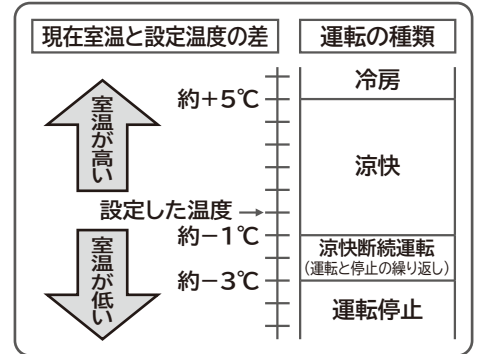 現在室温と設定温度の差
運転の種類
冷房
約+5℃
室温が高い
涼快
設定した温度→
約−1℃
涼快断続運転
(運転と停止の繰り返し)
約−3℃
室温が低い
運転停止